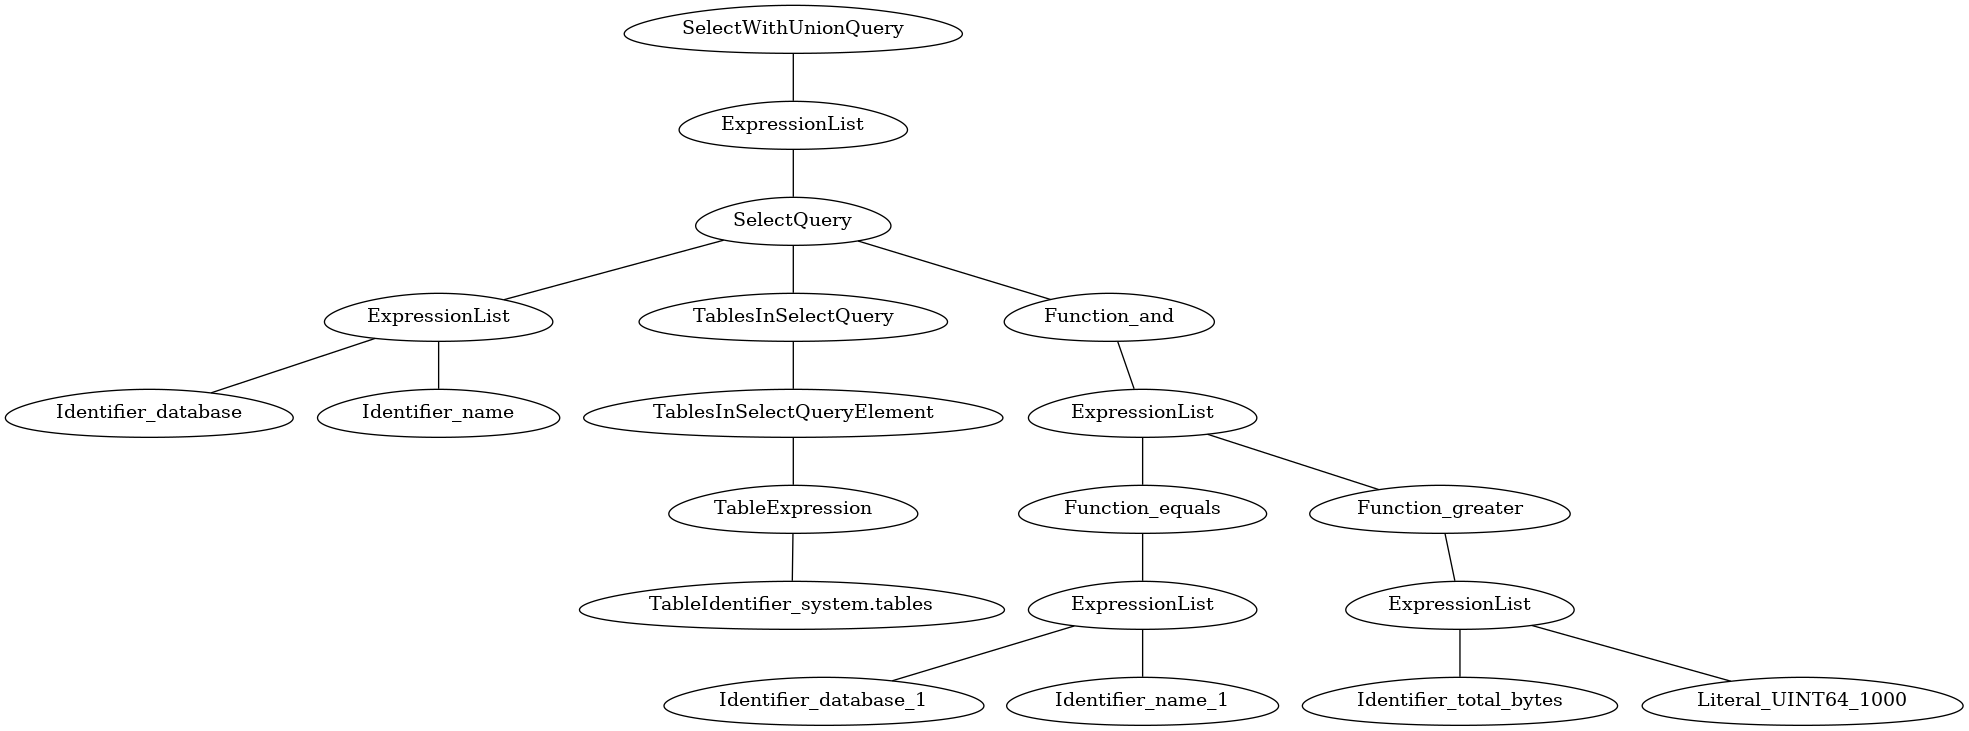 SelectWithUnionQuery
ExpressionList
SelectQuery
ExpressionList
TablesInSelectQuery
Function_and
Identifier_database
Identifier_name
TablesInSelectQueryElement
ExpressionList
TableExpression
Function_equals
Function_greater
TableIdentifier_system.tables
ExpressionList
ExpressionList
Identifier_database_1
Identifier_name_1
Identifier_total_bytes
Literal_UINT64_1000